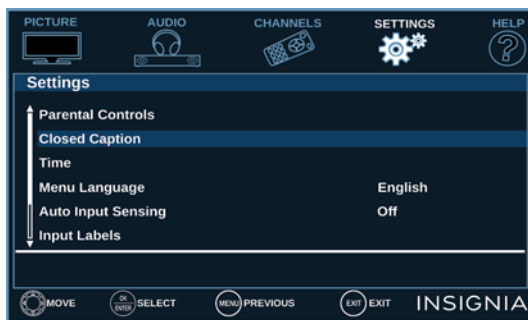 PICTURE AUDIO CHANNELS SETTINGS HELP
Settings
Parental Controls
Closed Caption
Time
Menu Language English
Auto Input Sensing Off
Input Labels
MOVE OK ENTER SELECT MENU PREVIOUS EXIT EXIT INSIGNIA